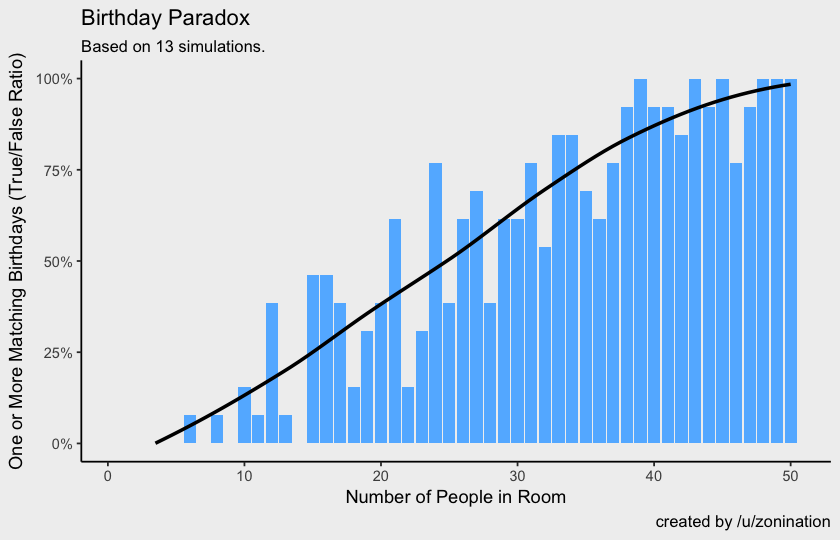 Birthday Paradox
Based on 13 simulations.
One or More Matching Birthdays (True/False Ratio)
100%
75%
50%
25%
0%
0 10 20 30 40 50
Number of People in Room
created by /u/zonination